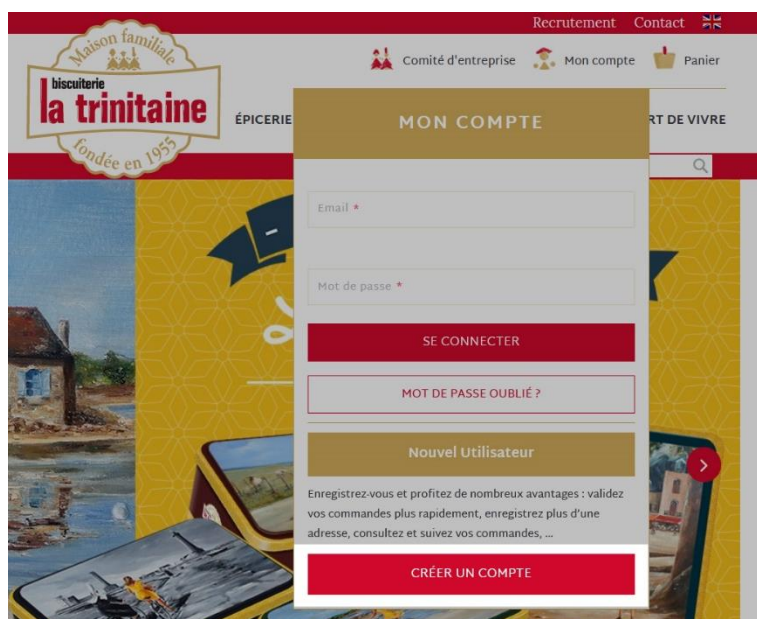 Recrutement Contact
Maison familiale
biscuiterie
la trinitaine
Fondée en 1955
Comité d'entreprise Mon compte Panier
ÉPICERIE RT DE VIVRE
MON COMPTE
Email *
Mot de passe *
SE CONNECTER
MOT DE PASSE OUBLIÉ ?
Nouvel Utilisateur
Enregistrez-vous et profitez de nombreux avantages : validez
vos commandes plus rapidement, enregistrez plus d'une
adresse, consultez et suivez vos commandes, ...
CRÉER UN COMPTE